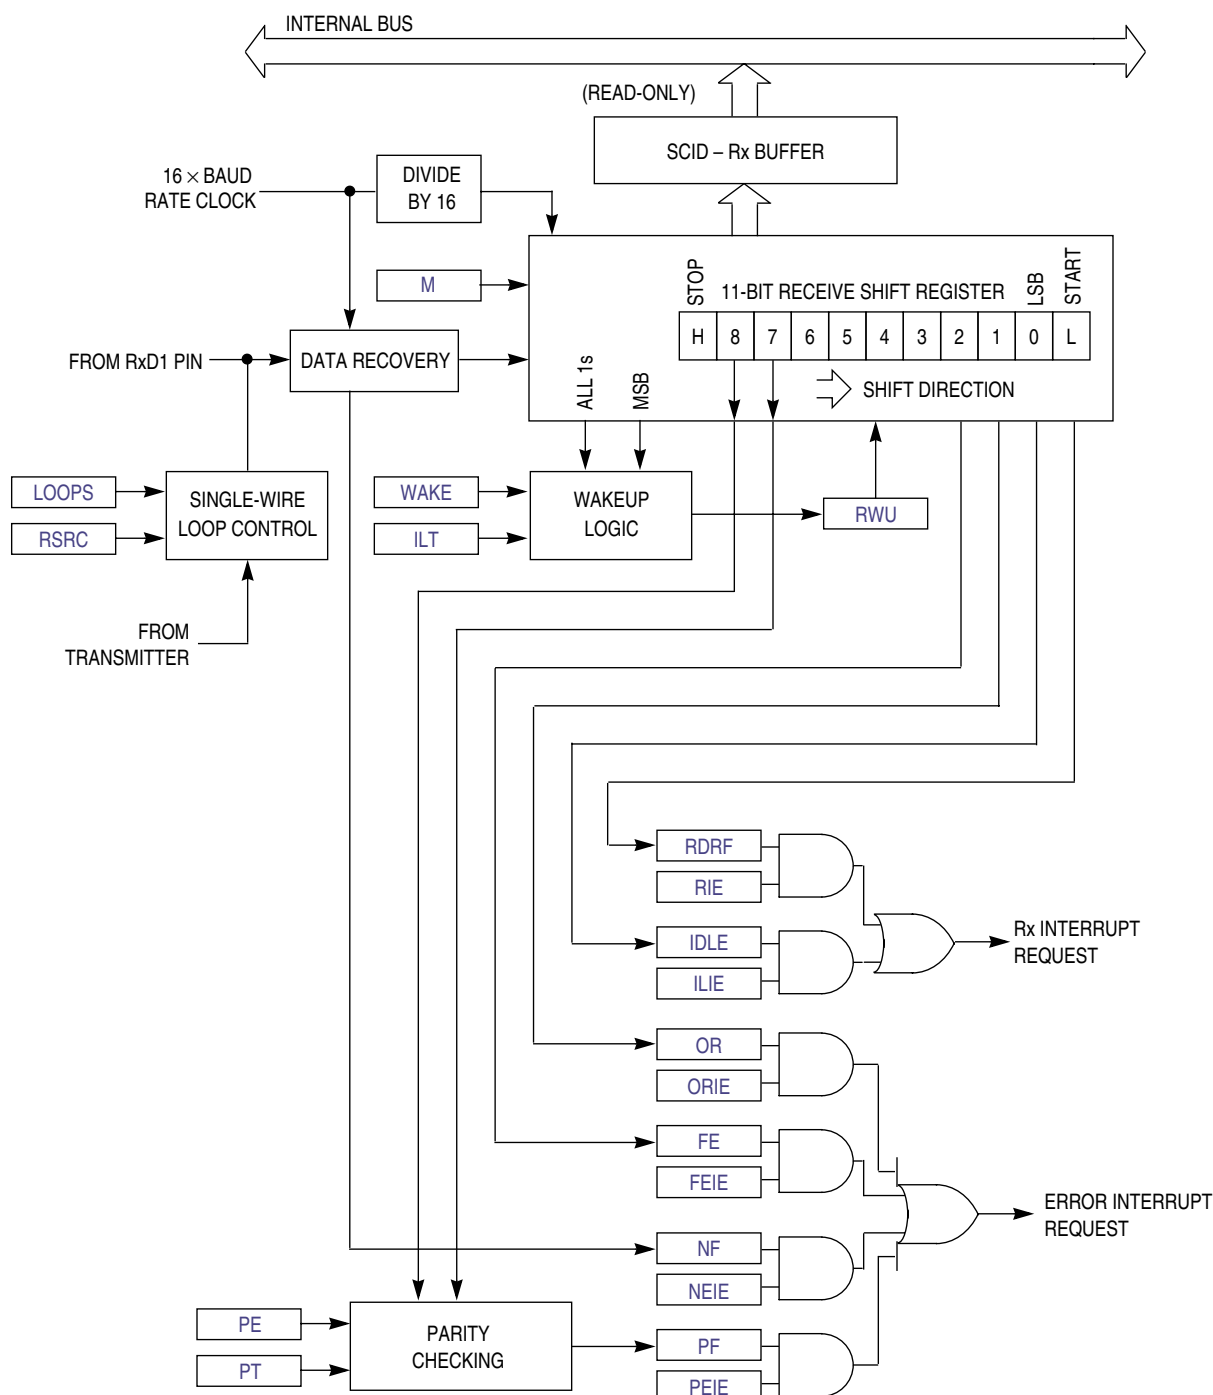 INTERNAL BUS
(READ-ONLY)
SCID – Rx BUFFER
16 × BAUD
RATE CLOCK
DIVIDE
BY 16
M
STOP
11-BIT RECEIVE SHIFT REGISTER
LSB
START
H 8 7 6 5 4 3 2 1 0 L
FROM RxD1 PIN
DATA RECOVERY
ALL 1s
MSB
SHIFT DIRECTION
LOOPS
RSRC
SINGLE-WIRE
LOOP CONTROL
WAKE
ILT
WAKEUP
LOGIC
RWU
FROM
TRANSMITTER
RDRF
RIE
IDLE
ILIE
Rx INTERRUPT
REQUEST
OR
ORIE
FE
FEIE
ERROR INTERRUPT
REQUEST
NF
NEIE
PE
PT
PARITY
CHECKING
PF
PEIE